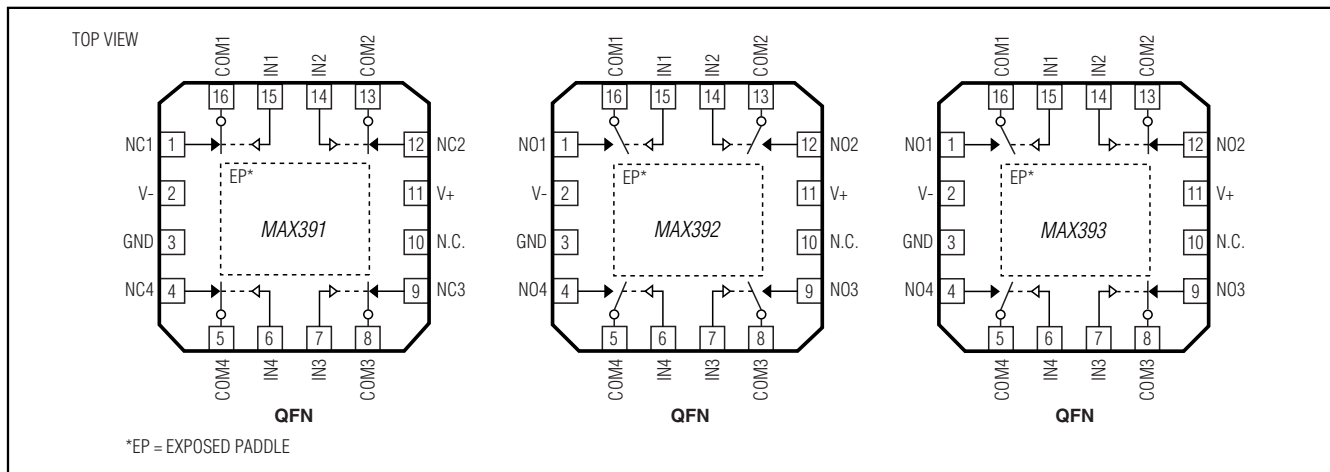 TOP VIEW
COM1 IN1 IN2 COM2
16 15 14 13
NC1 1 12 NC2
EP*
V- 2 11 V+
MAX391
GND 3 10 N.C.
NC4 4 9 NC3
5 6 7 8
COM4 IN4 IN3 COM3
QFN
COM1 IN1 IN2 COM2
16 15 14 13
NO1 1 12 NO2
EP*
V- 2 11 V+
MAX392
GND 3 10 N.C.
NO4 4 9 NO3
5 6 7 8
COM4 IN4 IN3 COM3
QFN
COM1 IN1 IN2 COM2
16 15 14 13
NO1 1 12 NO2
EP*
V- 2 11 V+
MAX393
GND 3 10 N.C.
NO4 4 9 NO3
5 6 7 8
COM4 IN4 IN3 COM3
QFN
*EP = EXPOSED PADDLE